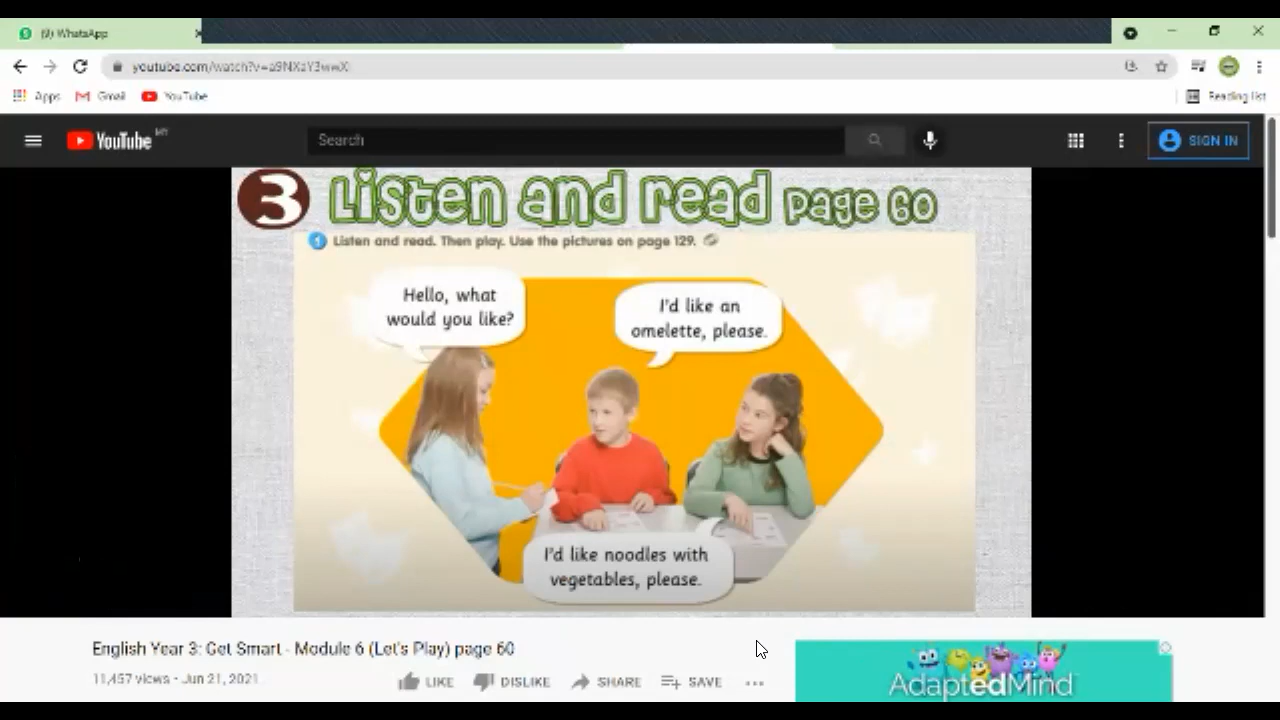 (9) WhatsApp
Apps
Gmail
YouTube
Reading list
YouTube MY
Search
SIGN IN
3 Listen and read page 60
1 Listen and read. Then play. Use the pictures on page 129.
Hello, what
would you like?
I'd like an
omelette, please.
I'd like noodles with
vegetables, please.
English Year 3: Get Smart - Module 6 (Let's Play) page 60
11,457 views • Jun 21, 2021
LIKE
DISLIKE
SHARE
SAVE
AdaptedMind